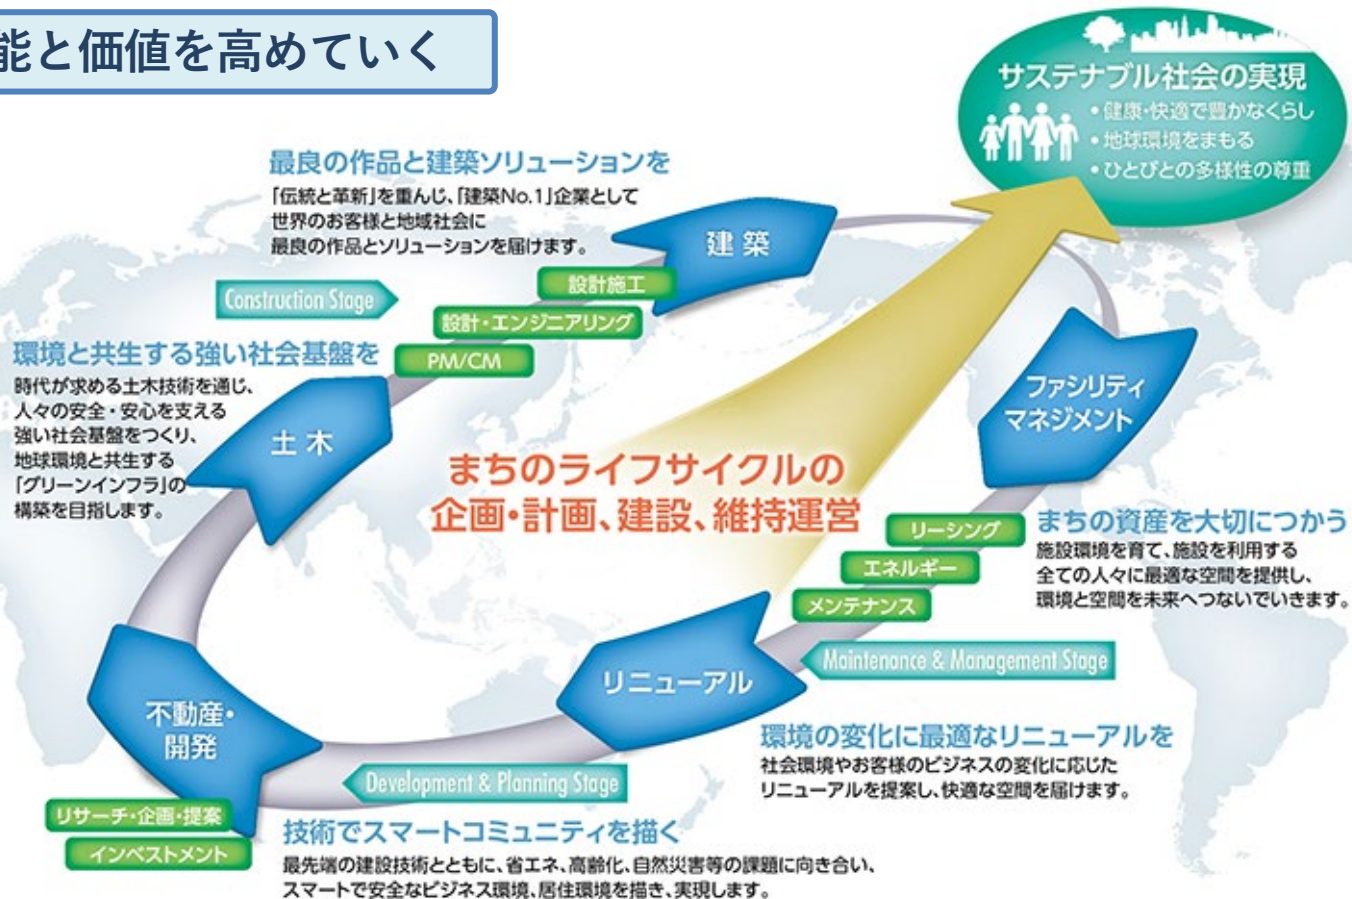 能と価値を高めていく
サステナブル社会の実現
・健康・快適で豊かなくらし
・地球環境をまもる
・ひとびとの多様性の尊重
最良の作品と建築ソリューションを
「伝統と革新」を重んじ、「建築No.1」企業として
世界のお客様と地域社会に
最良の作品とソリューションを届けます。
建築
設計施工
Construction Stage
設計・エンジニアリング
PM/CM
環境と共生する強い社会基盤を
時代が求める土木技術を通じ、
人々の安全・安心を支える
強い社会基盤をつくり、
地球環境と共生する
「グリーンインフラ」の
構築を目指します。
土木
ファシリティ
マネジメント
まちのライフサイクルの
企画・計画、建設、維持運営
リーシング
エネルギー
メンテナンス
まちの資産を大切につかう
施設環境を育て、施設を利用する
全ての人々に最適な空間を提供し、
環境と空間を未来へつないでいきます。
Maintenance & Management Stage
リニューアル
環境の変化に最適なリニューアルを
社会環境やお客様のビジネスの変化に応じた
リニューアルを提案し、快適な空間を届けます。
不動産・
開発
Development & Planning Stage
リサーチ・企画・提案
インベストメント
技術でスマートコミュニティを描く
最先端の建設技術とともに、省エネ、高齢化、自然災害等の課題に向き合い、
スマートで安全なビジネス環境、居住環境を描き、実現します。